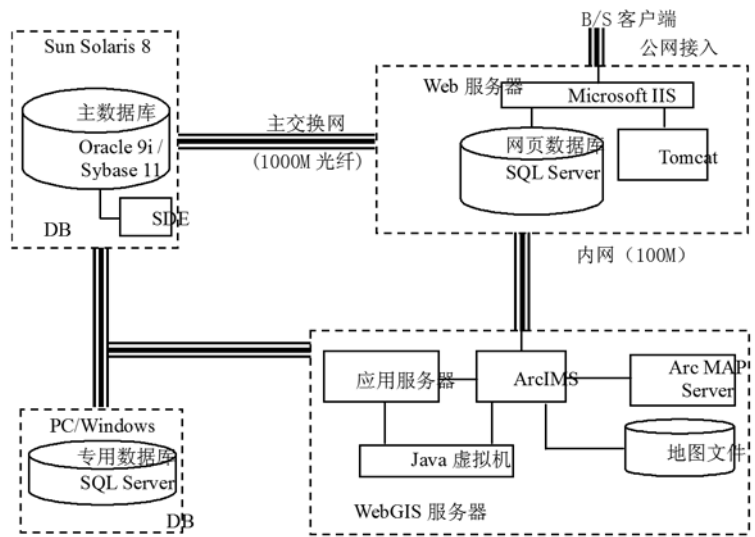 B/S 客户端
公网接入
Sun Solaris 8
主数据库
Oracle 9i /
Sybase 11
SDE
DB
主交换网
(1000M 光纤)
Web 服务器
Microsoft IIS
网页数据库
SQL Server
Tomcat
内网（100M）
应用服务器
ArcIMS
Arc MAP
Server
Java 虚拟机
地图文件
WebGIS 服务器
PC/Windows
专用数据库
SQL Server
DB